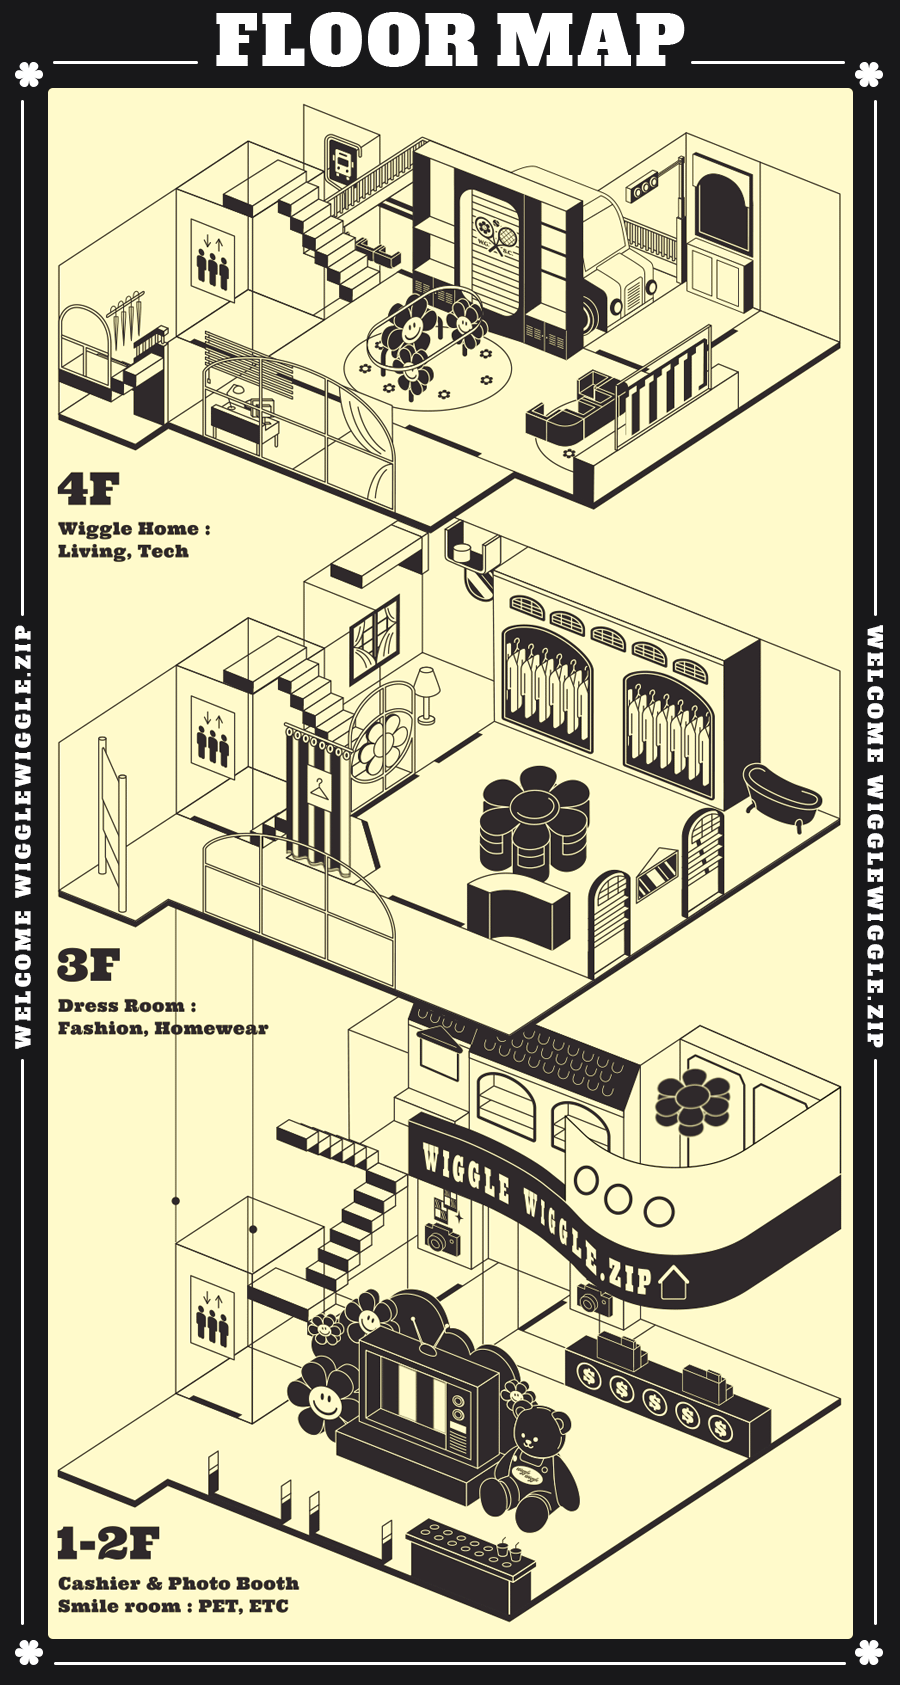 FLOOR MAP
W.G. S.C.
4F
Wiggle Home :
Living, Tech
3F
Dress Room :
Fashion, Homewear
WIGGLE WIGGLE.ZIP
$ $ $ $ $
1-2F
Cashier & Photo Booth
Smile room : PET, ETC
WELCOME WIGGLEWIGGLE.ZIP
WELCOME WIGGLEWIGGLE.ZIP